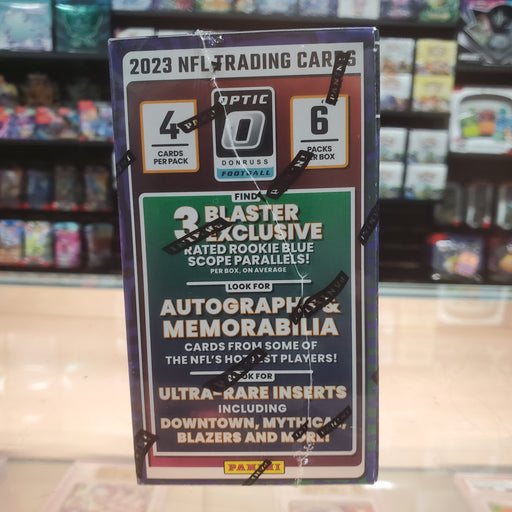 2023 NFL TRADING CARDS
4
CARDS
PER PACK
OPTIC
DONRUSS
FOOTBALL
6
PACKS
PER BOX
FIND
3 BLASTER
EXCLUSIVE
RATED ROOKIE BLUE
SCOPE PARALLELS!
PER BOX, ON AVERAGE
LOOK FOR
AUTOGRAPHS &
MEMORABILIA
CARDS FROM SOME OF
THE NFL'S HOTTEST PLAYERS!
LOOK FOR
ULTRA-RARE INSERTS
INCLUDING
DOWNTOWN, MYTHICAL,
BLAZERS AND MORE!
PANINI